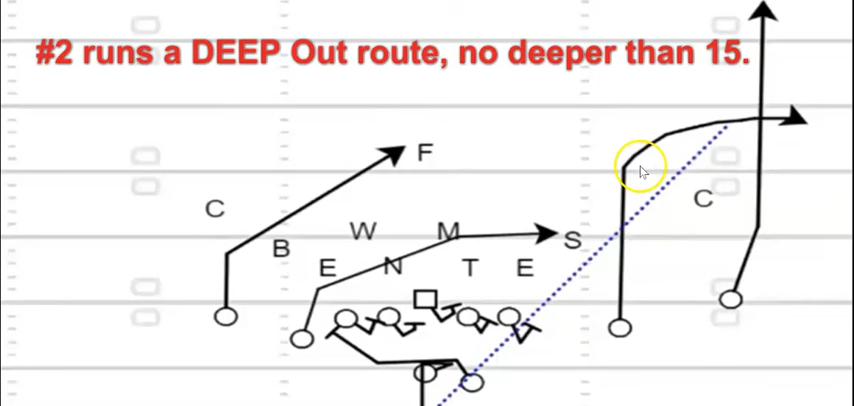 #2 runs a DEEP Out route, no deeper than 15.
F
C
C
W
M
S
B
E
N
T
E